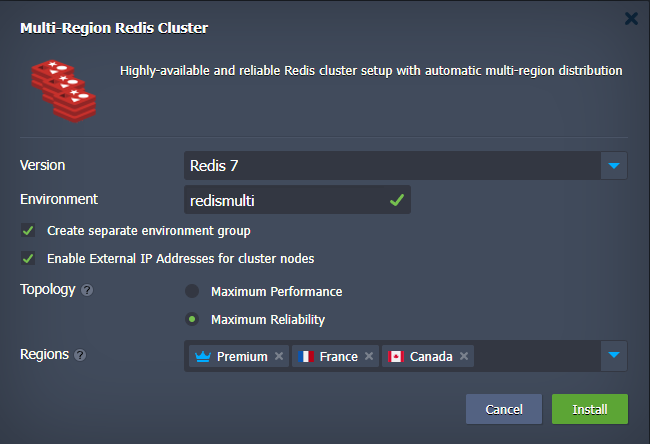 Multi-Region Redis Cluster
Highly-available and reliable Redis cluster setup with automatic multi-region distribution
Version Redis 7
Environment redismulti
Create separate environment group
Enable External IP Addresses for cluster nodes
Topology ? Maximum Performance
Maximum Reliability
Regions ? Premium × France × Canada ×
Cancel Install